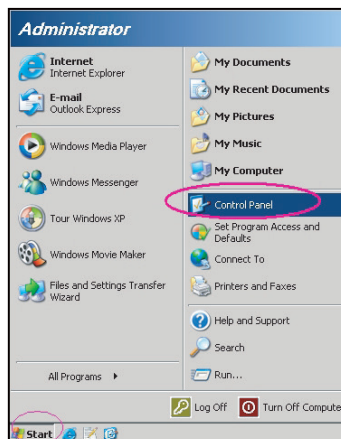 Administrator
Internet
Internet Explorer
E-mail
Outlook Express
Windows Media Player
Windows Messenger
Tour Windows XP
Windows Movie Maker
Files and Settings Transfer
Wizard
All Programs
My Documents
My Recent Documents
My Pictures
My Music
My Computer
Control Panel
Set Program Access and
Defaults
Connect To
Printers and Faxes
Help and Support
Search
Run...
Log Off
Turn Off Compute
Start